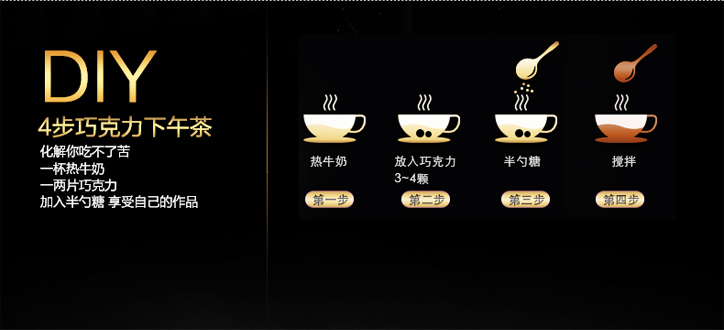 DIY
4步巧克力下午茶
化解你吃不了苦
一杯热牛奶
一两片巧克力
加入半勺糖 享受自己的作品
热牛奶
第一步
放入巧克力
3~4颗
第二步
半勺糖
第三步
搅拌
第四步